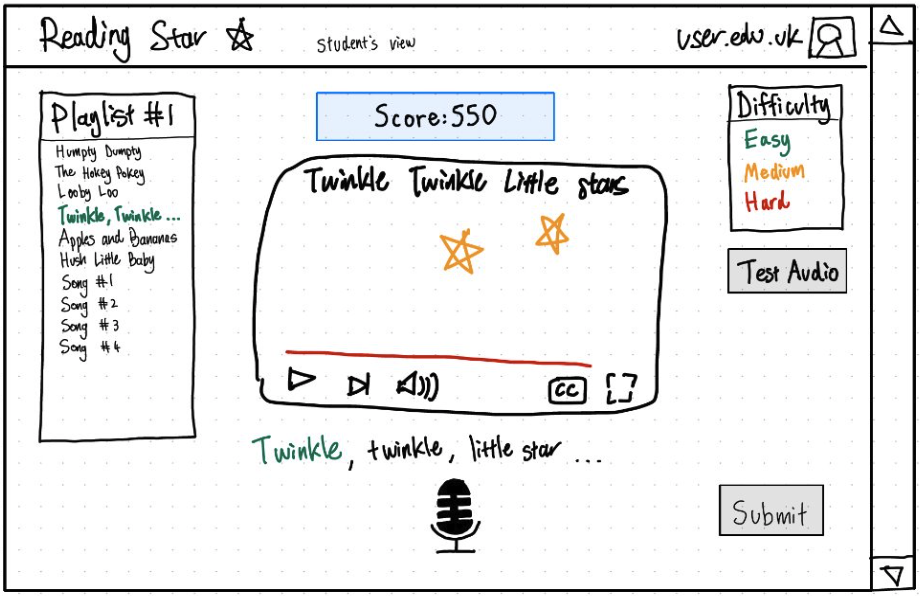 Reading Star
Student's view
user.edu.uk
Playlist #1
Humpty Dumpty
The Hokey Pokey
Looby Loo
Twinkle, Twinkle ...
Apples and Bananas
Hush Little Baby
Song #1
Song #2
Song #3
Song #4
Score:550
Twinkle Twinkle Little stars
CC
Twinkle, twinkle, little star ...
Difficulty
Easy
Medium
Hard
Test Audio
Submit